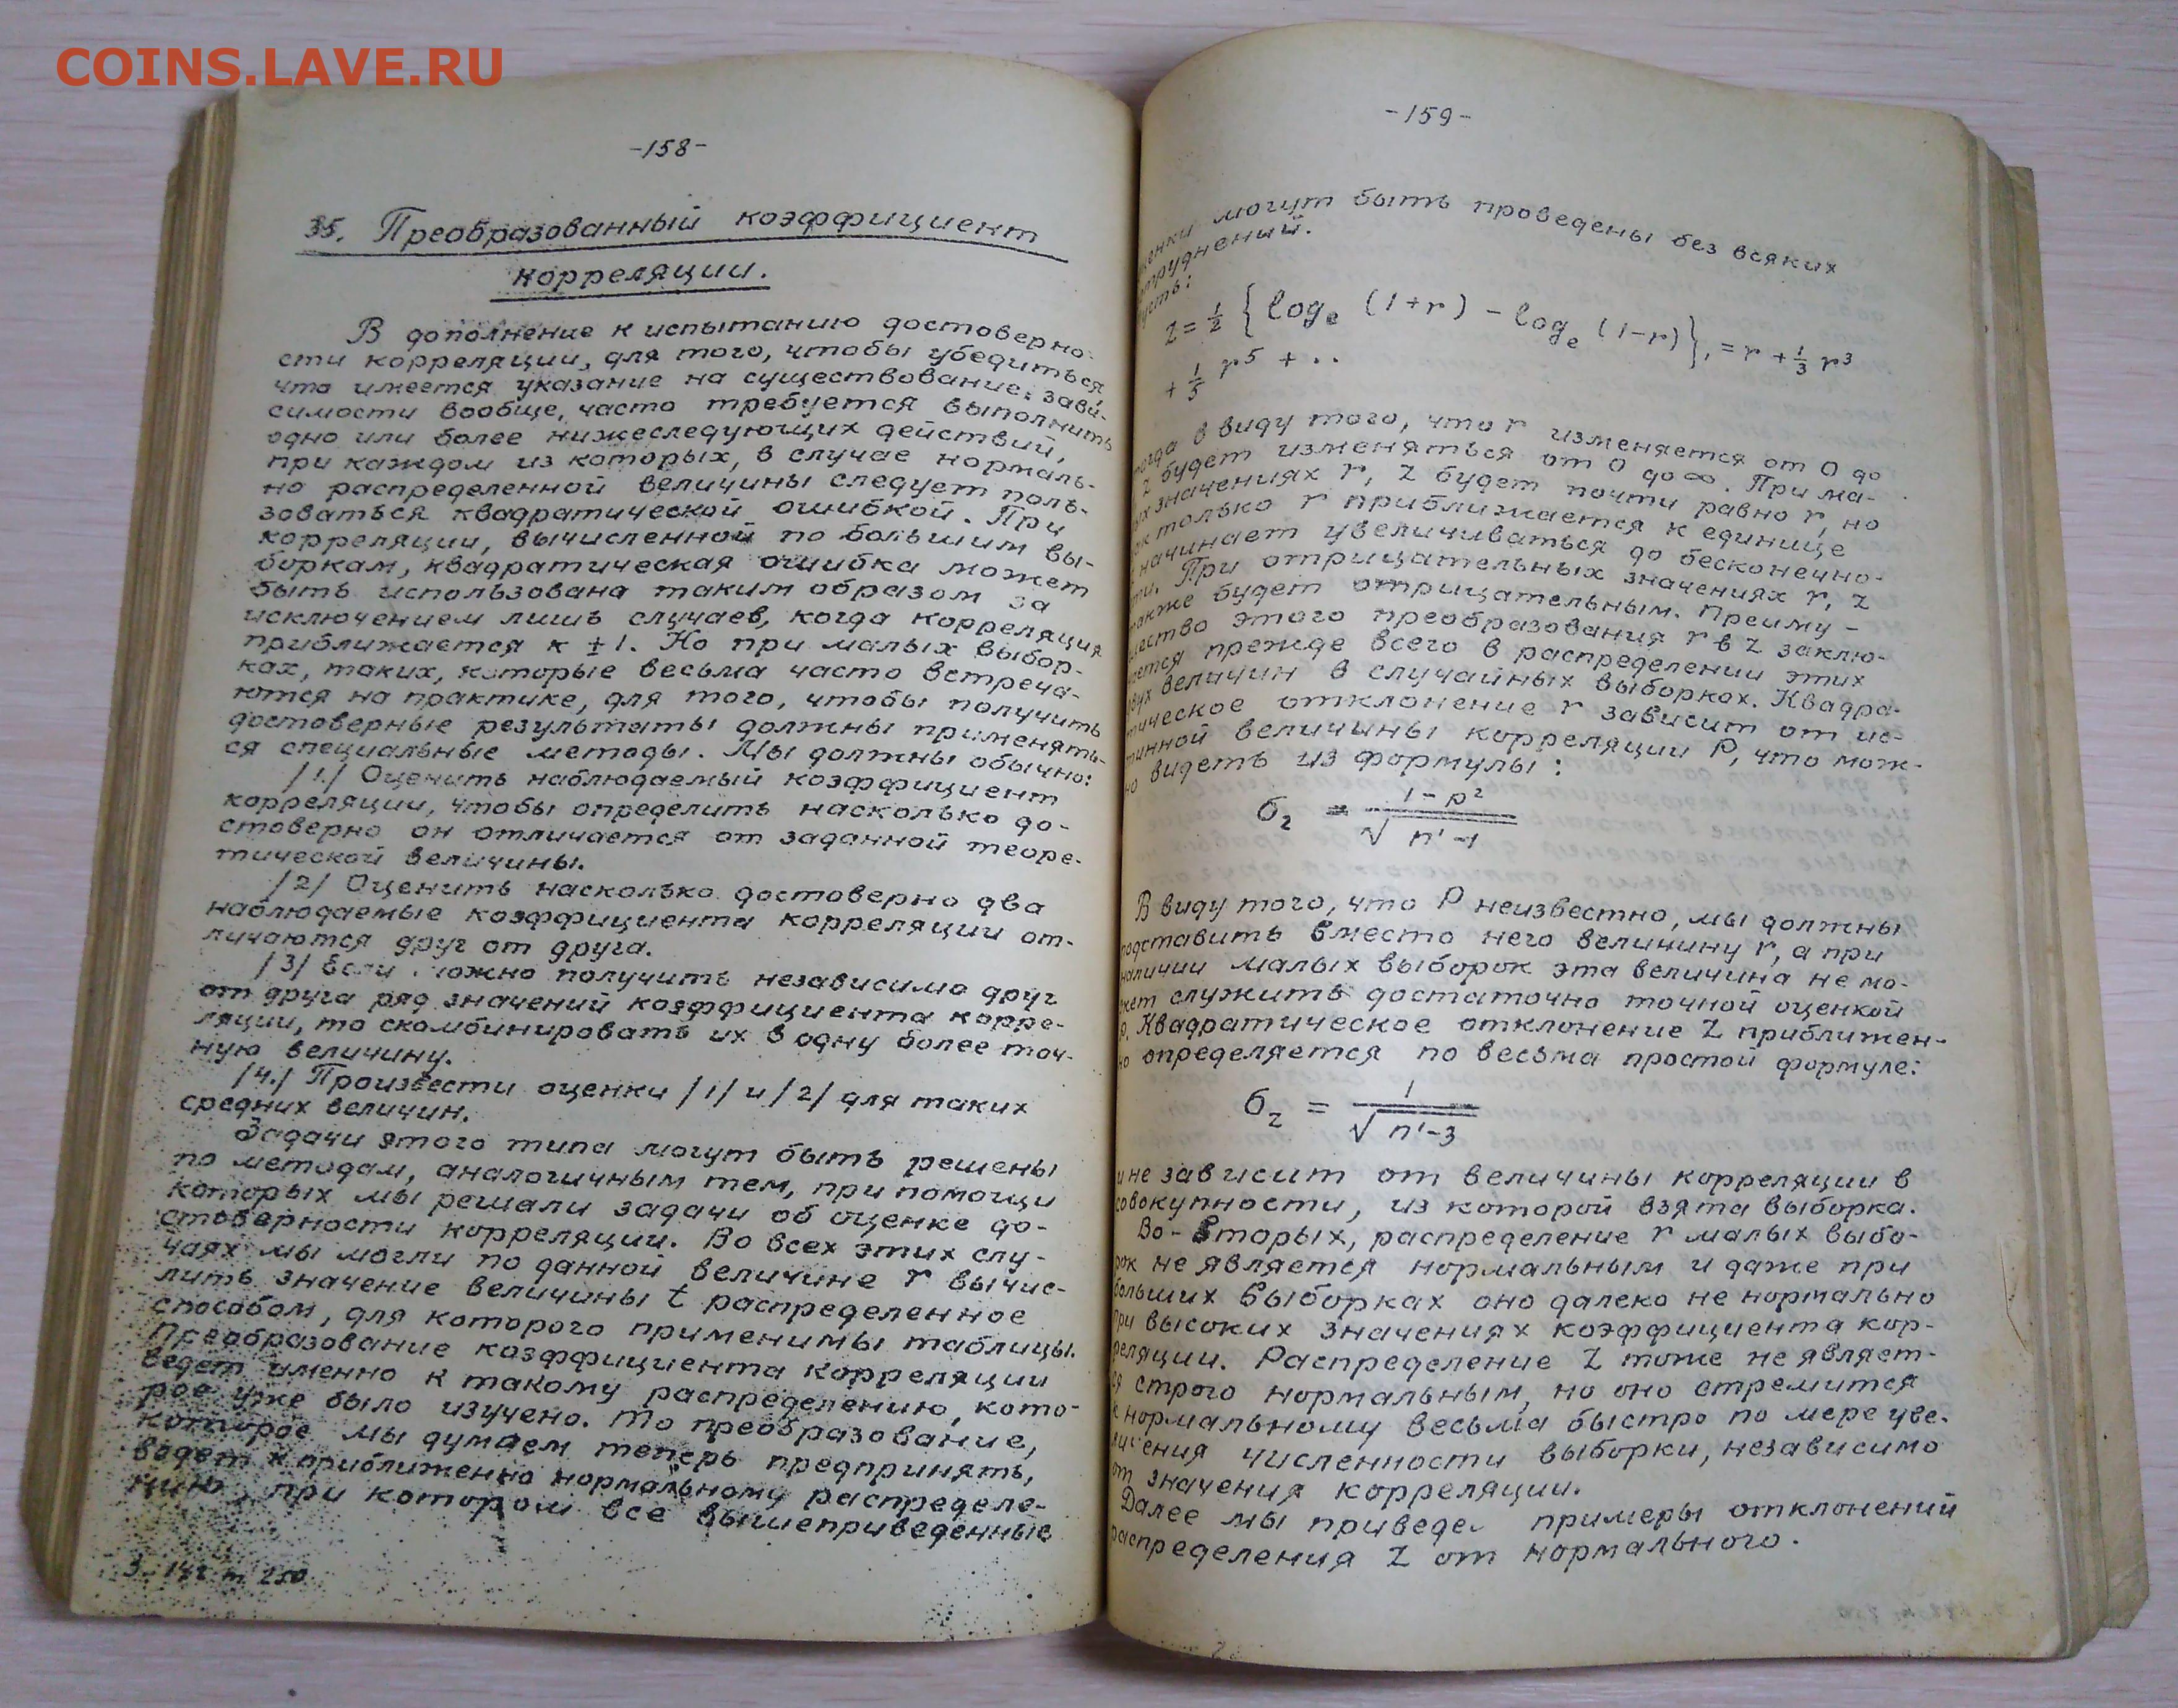 COINS.LAVE.RU
-158-
35. Преобразованный коэффициент
корреляции.
В дополнение к испытанию достоверно-
сти корреляции, для того, чтобы убедиться,
что имеется указание на существование зави-
симости вообще, часто требуется выполнить
одно или более нижеследующих действий,
при каждом из которых, в случае нормаль-
но распределенной величины следует поль-
зоваться квадратической ошибкой. При
корреляции, вычисленной по большим вы-
боркам, квадратическая ошибка может
быть использована таким образом за
исключением лишь случаев, когда корреляция
приближается к ±1. Но при малых выбор-
ках, таких, которые весьма часто встреча-
ются на практике, для того, чтобы получить
достоверные результаты должны применять-
ся специальные методы. Мы должны обычно:
/1./ Оценить наблюдаемый коэффициент
корреляции, чтобы определить насколько до-
стоверно он отличается от заданной теоре-
тической величины.
/2/ Оценить насколько достоверно два
наблюдаемые коэффициента корреляции от-
личаются друг от друга.
/3/ Если можно получить независимо друг
от друга ряд значений коэффициента корре-
ляции, то скомбинировать их в одну более точ-
ную величину.
/4./ Произвести оценки /1/ и /2/ для таких
средних величин.
Задачи этого типа могут быть решены
по методам, аналогичным тем, при помощи
которых мы решали задачи об оценке до-
стоверности корреляции. Во всех этих слу-
чаях мы могли по данной величине r вычис-
лить значение величины t распределенное
способом, для которого применимы таблицы.
Преобразование коэффициента корреляции
ведет именно к такому распределению, кото-
рое уже было изучено. То преобразование,
которое мы думаем теперь предпринять,
ведет к приближенно нормальному распределе-
нию, при котором все вышеприведенные
-159-
могут быть проведены без всяких
z = 1/2 {log_e (1+r) - log_e (1-r)}, = r + 1/3 r³
+ 1/5 r⁵ + ..
в виду того, что r изменяется от 0 до
z будет изменяться от 0 до ∞. При ма-
значениях r, z будет почти равно r, но
только r приближается к единице
начинает увеличиваться до бесконечно-
При отрицательных значениях r, z
будет отрицательным. Преиму-
этого преобразования r в z заклю-
прежде всего в распределении этих
величин в случайных выборках. Квадра-
тическое отклонение r зависит от ис-
тинной величины корреляции ρ, что мож-
но видеть из формулы:
σ_r = (1-ρ²)/√(n'-1)
В виду того, что ρ неизвестно, мы должны
подставить вместо него величину r, а при
наличии малых выборок эта величина не мо-
жет служить достаточно точной оценкой
ρ. Квадратическое отклонение z приближен-
но определяется по весьма простой формуле:
σ_z = 1/√(n'-3)
и не зависит от величины корреляции в
совокупности, из которой взята выборка.
Во-вторых, распределение r малых выбо-
рок не является нормальным и даже при
больших выборках оно далеко не нормально
при высоких значениях коэффициента кор-
реляции. Распределение z тоже не являет-
ся строго нормальным, но оно стремится
к нормальному весьма быстро по мере уве-
личения численности выборки, независимо
от значения корреляции.
Далее мы приведе примеры отклонений
распределения z от нормального.